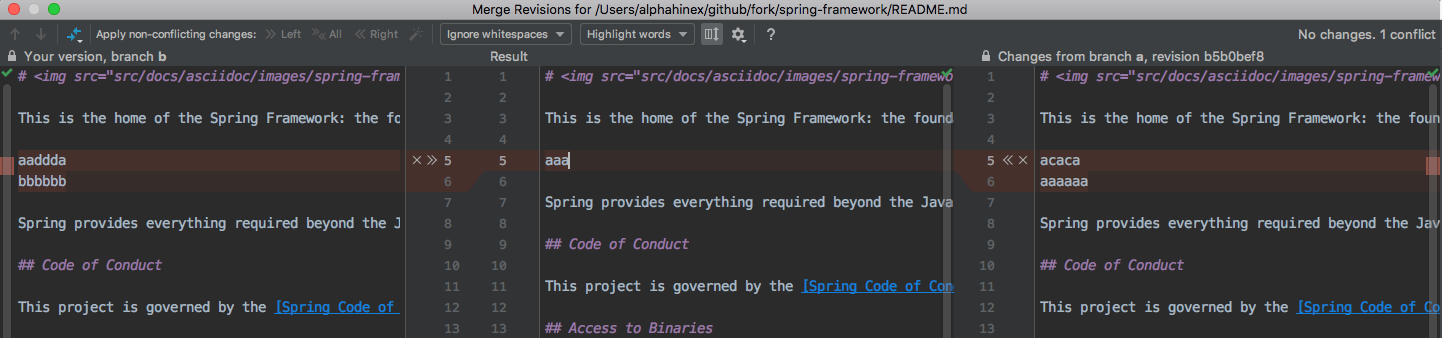 Merge Revisions for /Users/alphahinex/github/fork/spring-framework/README.md
Apply non-conflicting changes: Left All Right Ignore whitespaces Highlight words ? No changes. 1 conflict
Your version, branch b Result Changes from branch a, revision b5b0bef8
# <img src="src/docs/asciidoc/images/spring-fram 1 1 # <img src="src/docs/asciidoc/images/spring-framewo 1 # <img src="src/docs/asciidoc/images/spring-framew
2 2 2
This is the home of the Spring Framework: the fo 3 3 This is the home of the Spring Framework: the found 3 This is the home of the Spring Framework: the foun
4 4 4
aaddda 5 5 aaa 5 acaca
bbbbbb 6 6 6 aaaaaa
7 7 Spring provides everything required beyond the Java 7
Spring provides everything required beyond the J 8 8 8 Spring provides everything required beyond the Jav
9 9 ## Code of Conduct 9
## Code of Conduct 10 10 10 ## Code of Conduct
11 11 This project is governed by the [Spring Code of Con 11
This project is governed by the [Spring Code of 12 12 12 This project is governed by the [Spring Code of Co
13 13 ## Access to Binaries 13